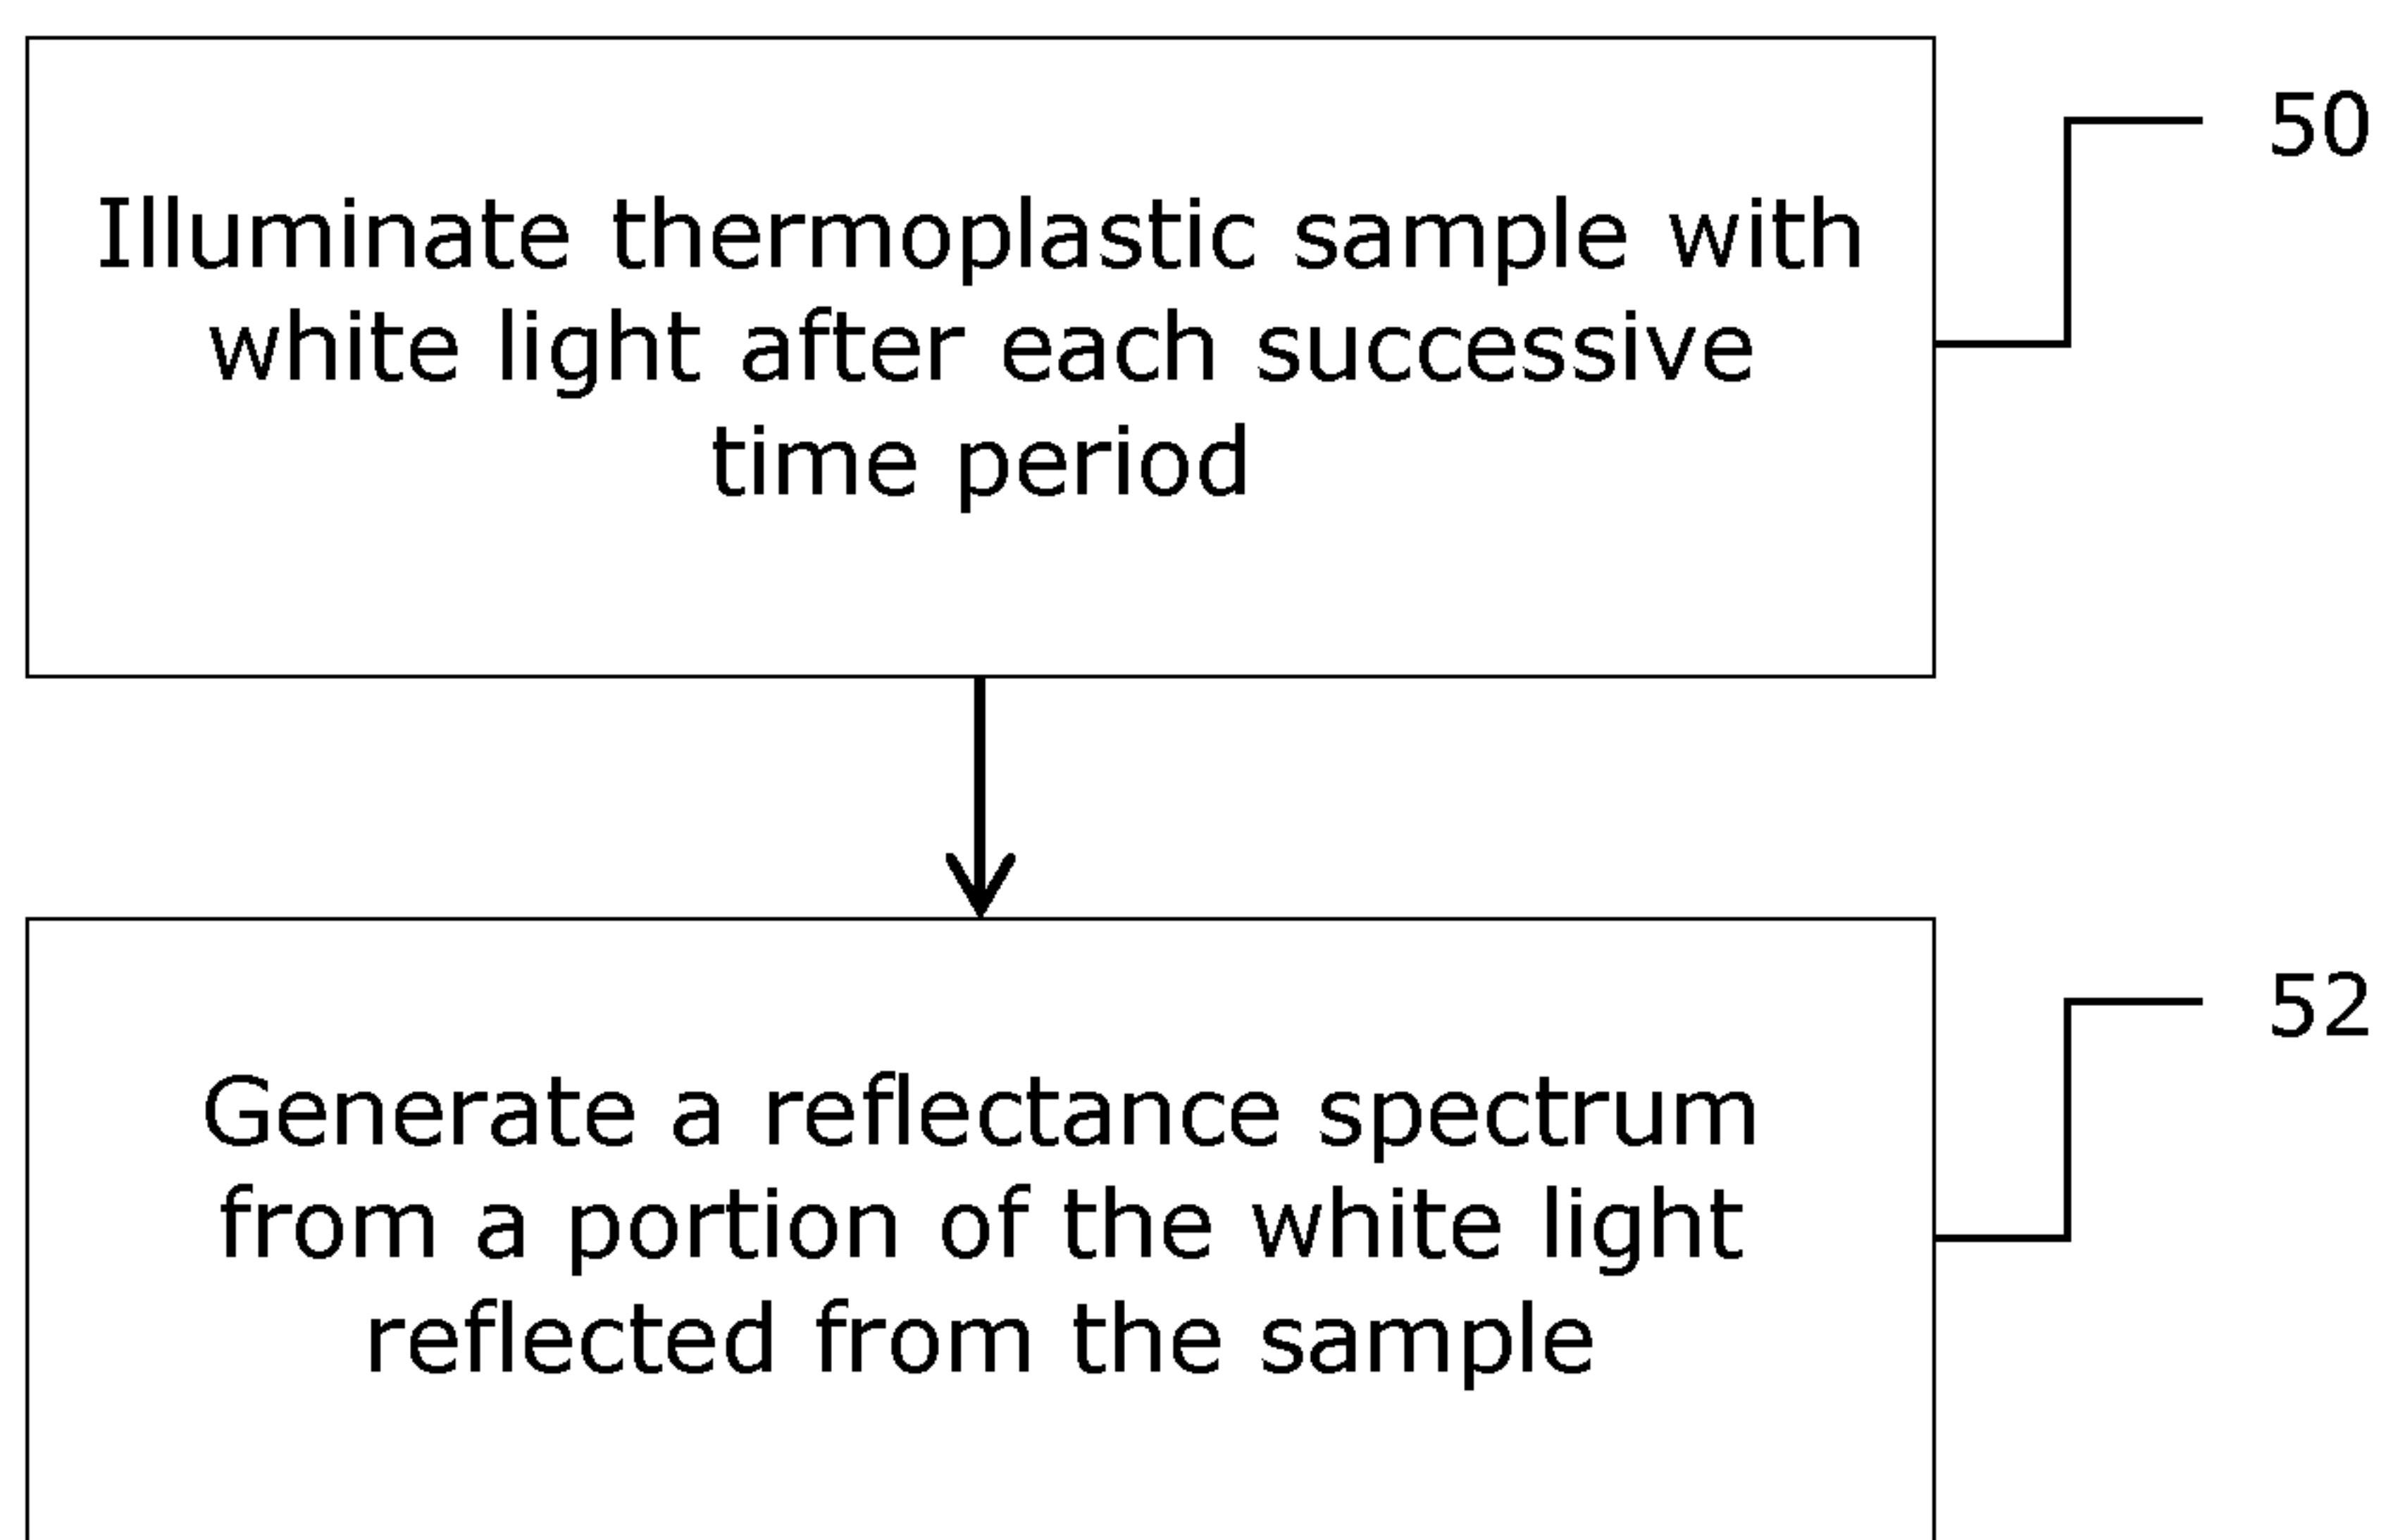 50
Illuminate thermoplastic sample with
white light after each successive
time period
52
Generate a reflectance spectrum
from a portion of the white light
reflected from the sample